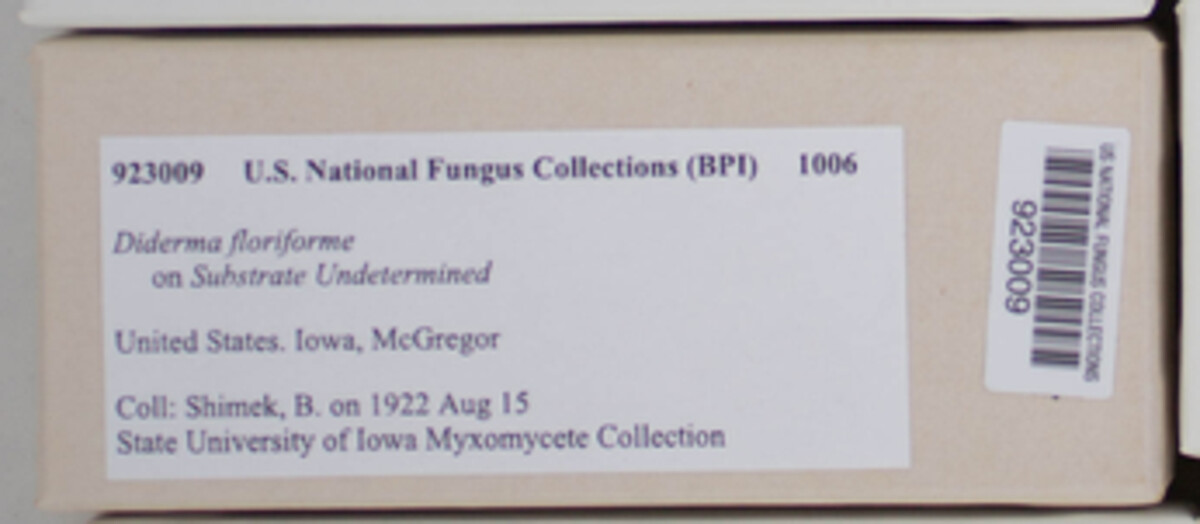 923009 U.S. National Fungus Collections (BPI) 1006
Diderma floriforme
on Substrate Undetermined
United States. Iowa, McGregor
Coll: Shimek, B. on 1922 Aug 15
State University of Iowa Myxomycete Collection
US NATIONAL FUNGUS COLLECTIONS
923009